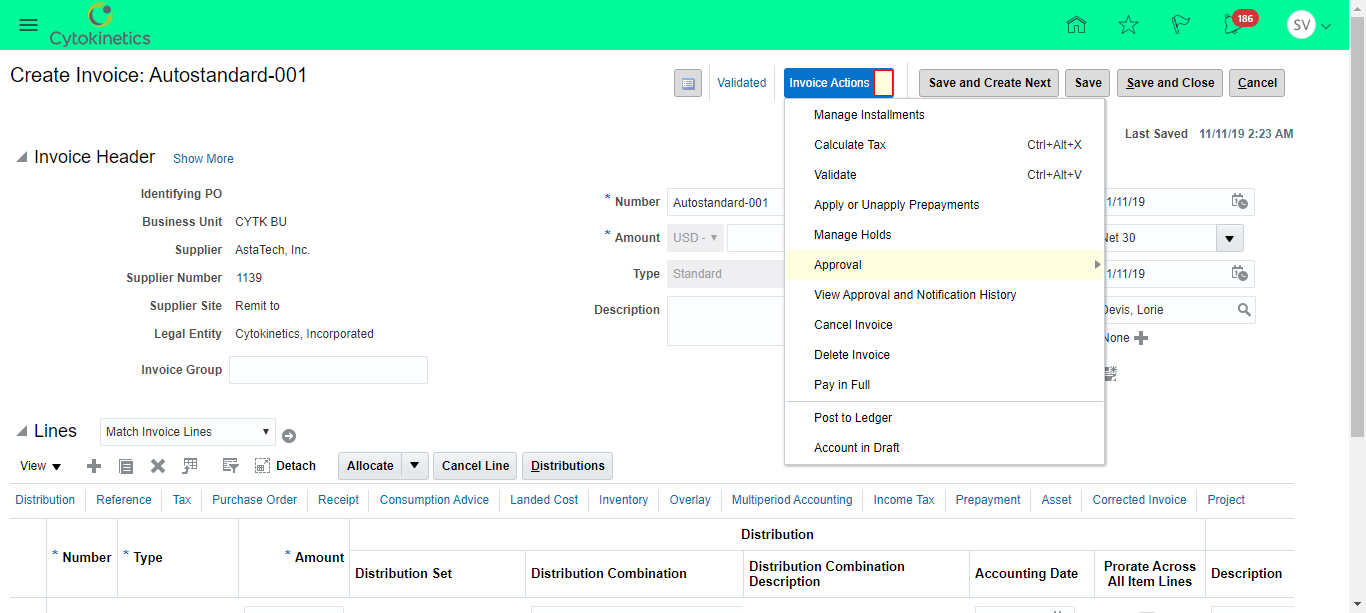 Cytokinetics
186
SV
Create Invoice: Autostandard-001
Validated
Invoice Actions
Save and Create Next
Save
Save and Close
Cancel
Last Saved 11/11/19 2:23 AM
Manage Installments
Calculate Tax Ctrl+Alt+X
Validate Ctrl+Alt+V
Apply or Unapply Prepayments
Manage Holds
Approval
View Approval and Notification History
Cancel Invoice
Delete Invoice
Pay in Full
Post to Ledger
Account in Draft
Invoice Header Show More
Identifying PO
Business Unit CYTK BU
Supplier AstaTech, Inc.
Supplier Number 1139
Supplier Site Remit to
Legal Entity Cytokinetics, Incorporated
Invoice Group
* Number Autostandard-001
* Amount USD -
Type Standard
Description
1/11/19
Net 30
1/11/19
Devis, Lorie
None
Lines Match Invoice Lines
View Detach Allocate Cancel Line Distributions
Distribution Reference Tax Purchase Order Receipt Consumption Advice Landed Cost Inventory Overlay Multiperiod Accounting Income Tax Prepayment Asset Corrected Invoice Project
* Number * Type * Amount
Distribution
Distribution Set Distribution Combination
Distribution Combination
Description
Accounting Date
Prorate Across
All Item Lines
Description